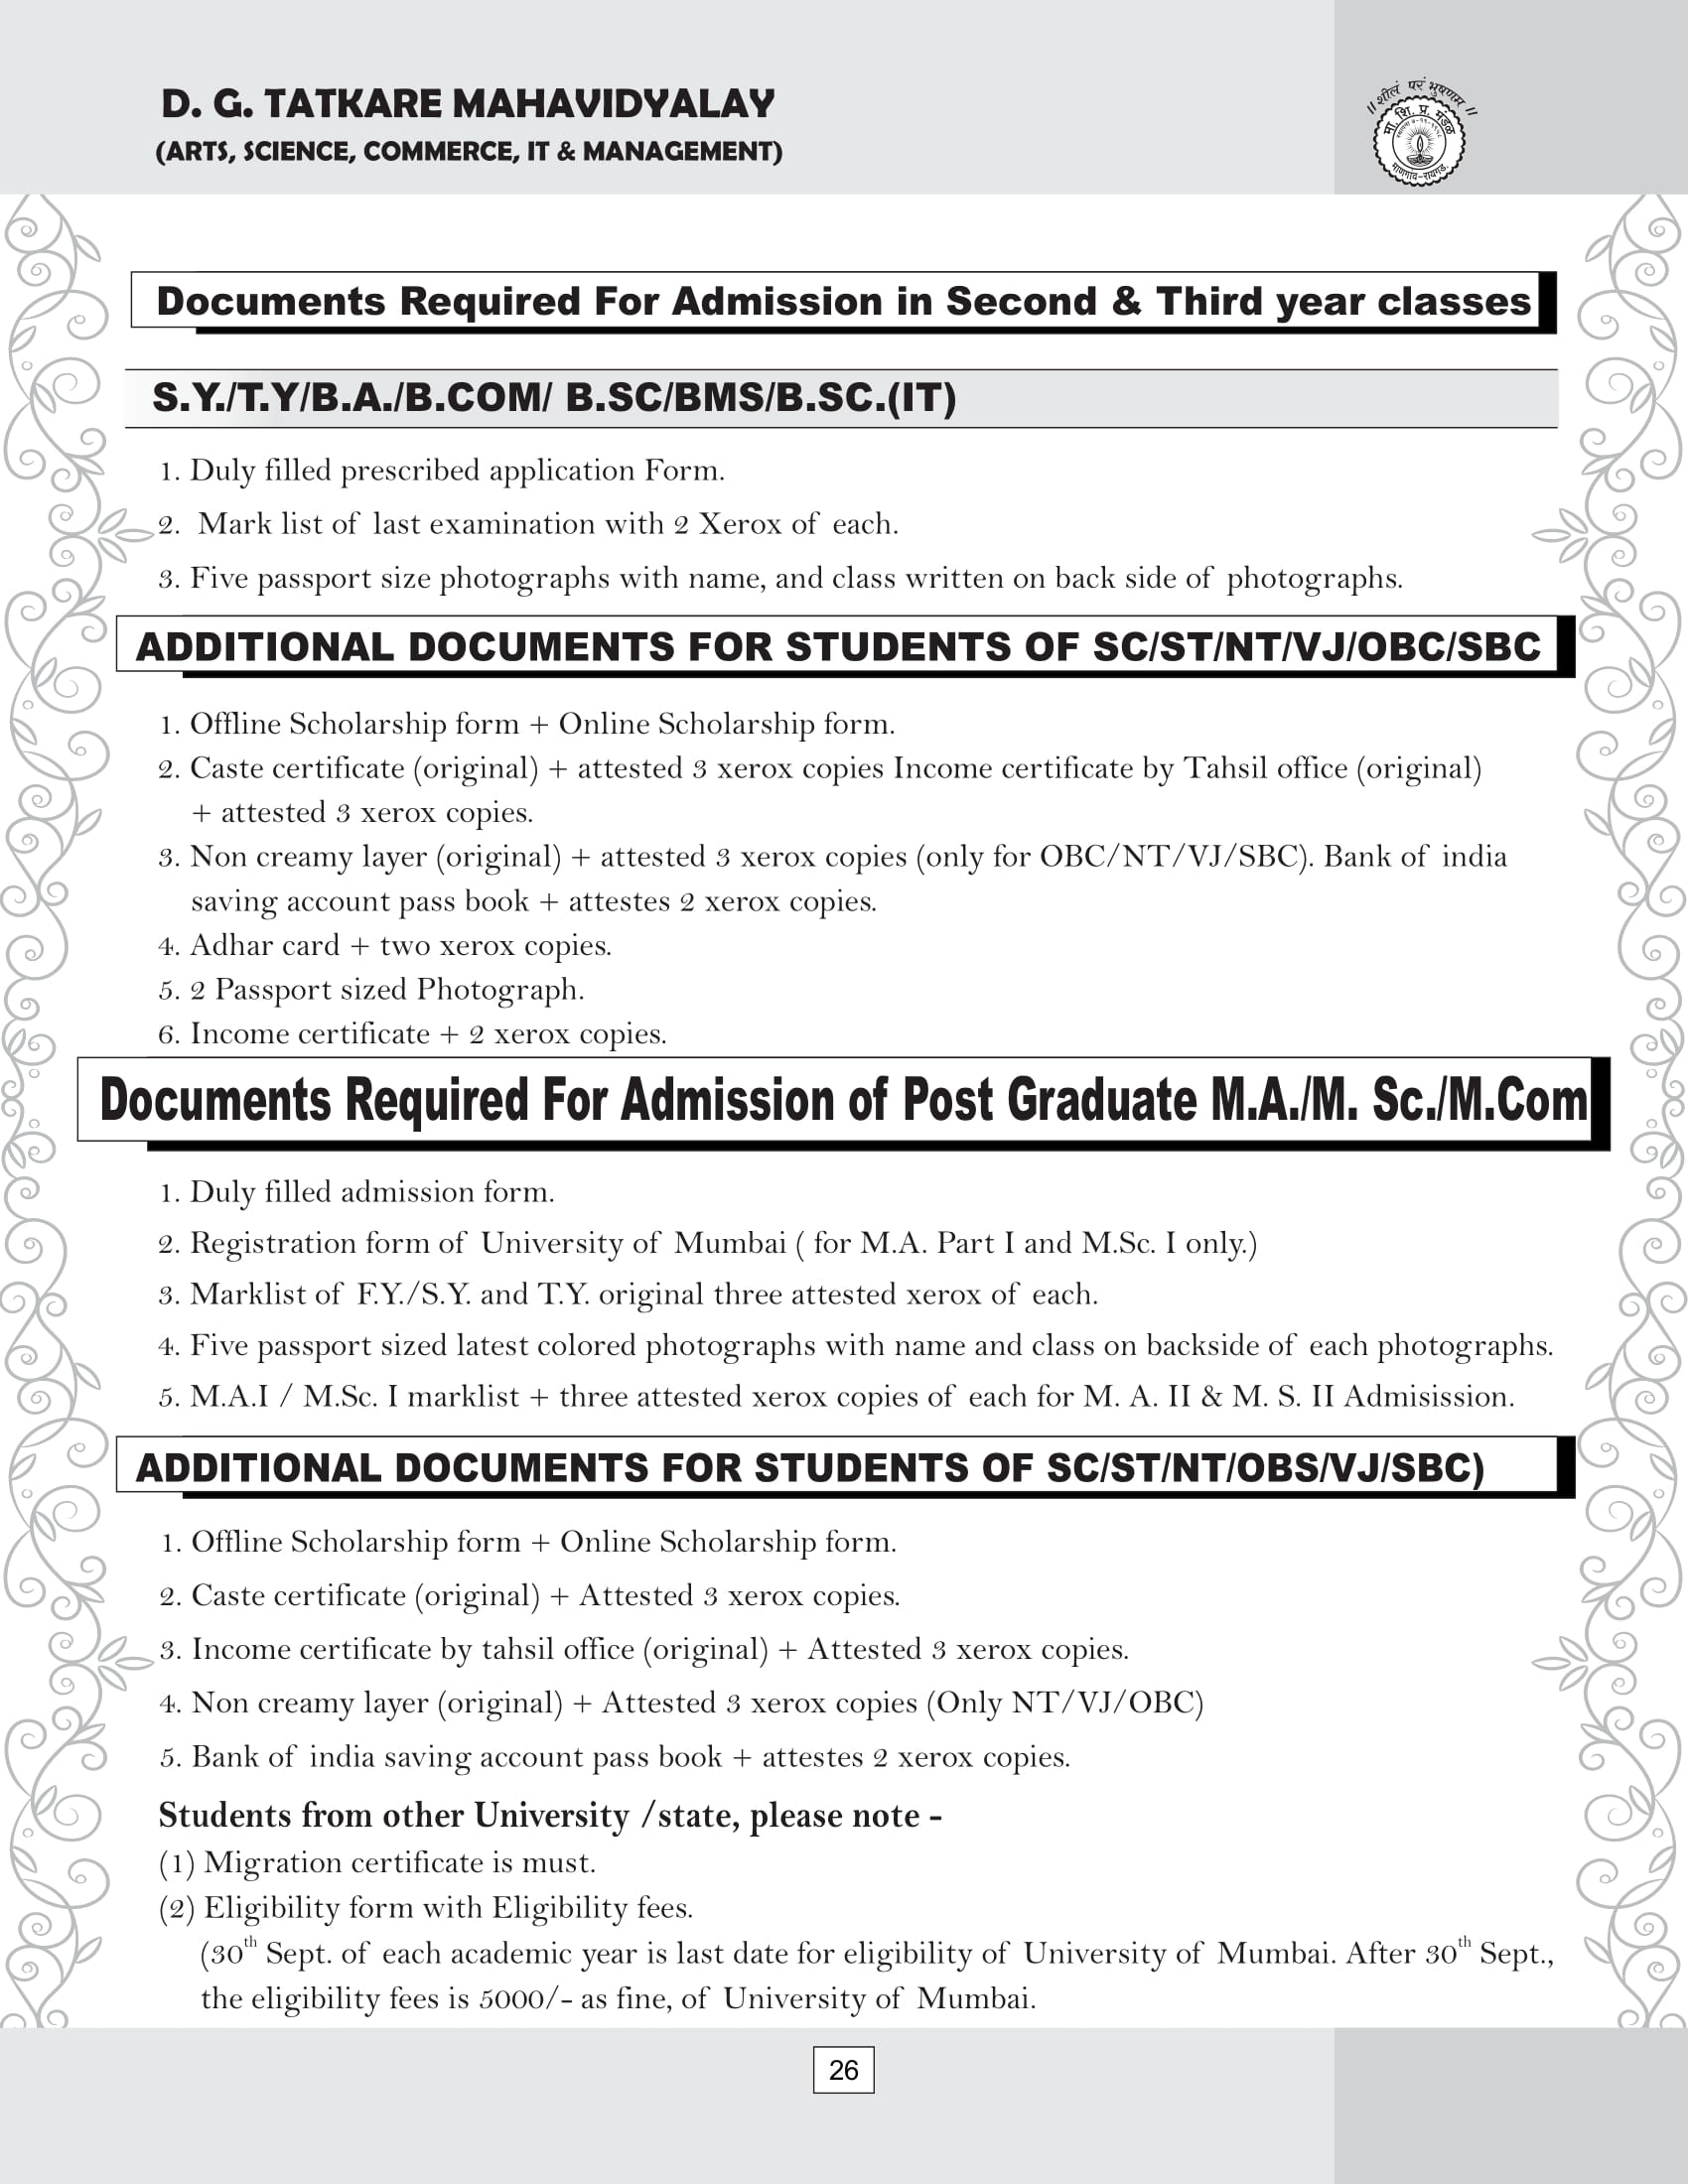 D. G. TATKARE MAHAVIDYALAY
(ARTS, SCIENCE, COMMERCE, IT & MANAGEMENT)
॥ शीलं परं भुषणम ॥
मा. शि. प्र. मंडळ
माणगांव-रायगड.
Documents Required For Admission in Second & Third year classes
S.Y./T.Y/B.A./B.COM/ B.SC/BMS/B.SC.(IT)
1. Duly filled prescribed application Form.
2. Mark list of last examination with 2 Xerox of each.
3. Five passport size photographs with name, and class written on back side of photographs.
ADDITIONAL DOCUMENTS FOR STUDENTS OF SC/ST/NT/VJ/OBC/SBC
1. Offline Scholarship form + Online Scholarship form.
2. Caste certificate (original) + attested 3 xerox copies Income certificate by Tahsil office (original)
+ attested 3 xerox copies.
3. Non creamy layer (original) + attested 3 xerox copies (only for OBC/NT/VJ/SBC). Bank of india
saving account pass book + attestes 2 xerox copies.
4. Adhar card + two xerox copies.
5. 2 Passport sized Photograph.
6. Income certificate + 2 xerox copies.
Documents Required For Admission of Post Graduate M.A./M. Sc./M.Com
1. Duly filled admission form.
2. Registration form of University of Mumbai ( for M.A. Part I and M.Sc. I only.)
3. Marklist of F.Y./S.Y. and T.Y. original three attested xerox of each.
4. Five passport sized latest colored photographs with name and class on backside of each photographs.
5. M.A.I / M.Sc. I marklist + three attested xerox copies of each for M. A. II & M. S. II Admisission.
ADDITIONAL DOCUMENTS FOR STUDENTS OF SC/ST/NT/OBS/VJ/SBC)
1. Offline Scholarship form + Online Scholarship form.
2. Caste certificate (original) + Attested 3 xerox copies.
3. Income certificate by tahsil office (original) + Attested 3 xerox copies.
4. Non creamy layer (original) + Attested 3 xerox copies (Only NT/VJ/OBC)
5. Bank of india saving account pass book + attestes 2 xerox copies.
Students from other University /state, please note -
(1) Migration certificate is must.
(2) Eligibility form with Eligibility fees.
(30th Sept. of each academic year is last date for eligibility of University of Mumbai. After 30th Sept.,
the eligibility fees is 5000/- as fine, of University of Mumbai.
26